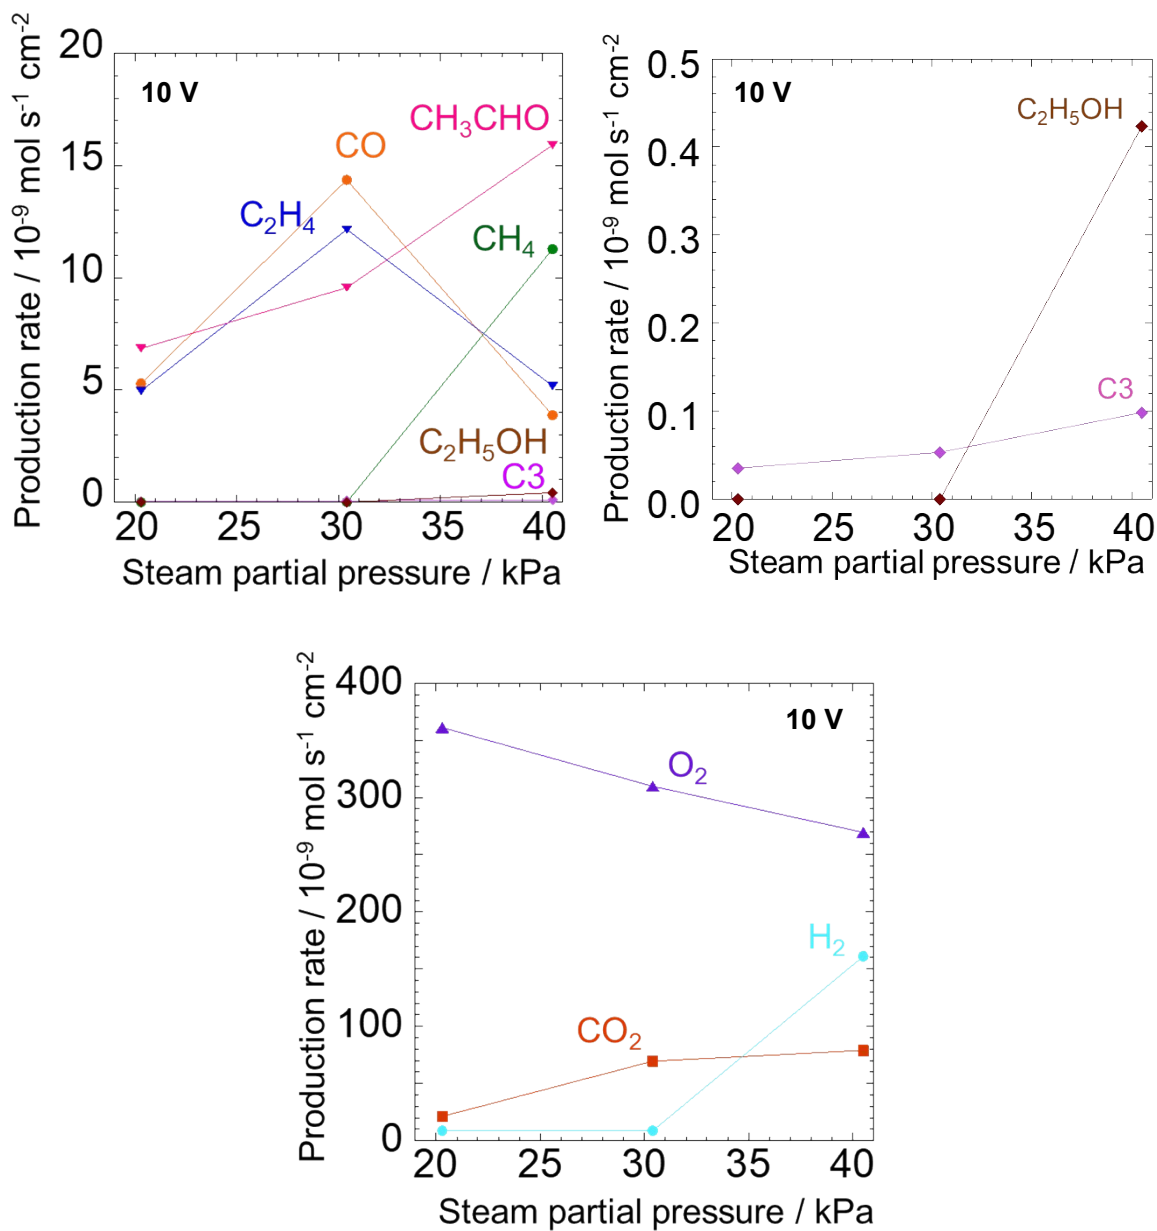 Production rate / 10⁻⁹ mol s⁻¹ cm⁻²
20
15
10
5
0
10 V
CH₃CHO
CO
C₂H₄
CH₄
C₂H₅OH
C3
20 25 30 35 40
Steam partial pressure / kPa
Production rate / 10⁻⁹ mol s⁻¹ cm⁻²
0.5
0.4
0.3
0.2
0.1
0.0
10 V
C₂H₅OH
C3
20 25 30 35 40
Steam partial pressure / kPa
Production rate / 10⁻⁹ mol s⁻¹ cm⁻²
400
300
200
100
0
10 V
O₂
H₂
CO₂
20 25 30 35 40
Steam partial pressure / kPa